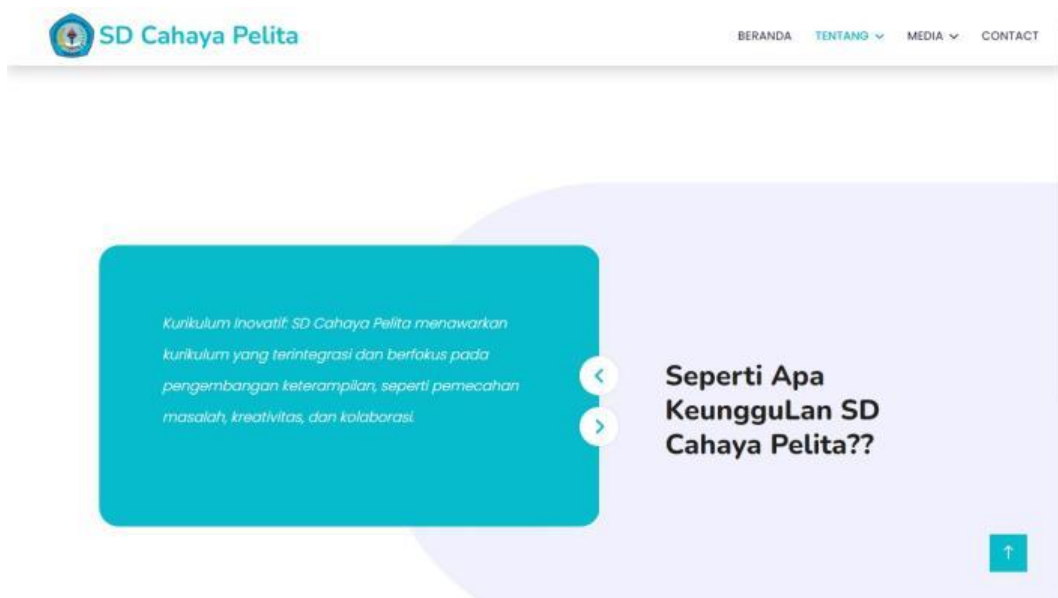 SD Cahaya Pelita
BERANDA TENTANG MEDIA CONTACT
Kurikulum Inovatif: SD Cahaya Pelita menawarkan
kurikulum yang terintegrasi dan berfokus pada
pengembangan keterampilan, seperti pemecahan
masalah, kreativitas, dan kolaborasi.
Seperti Apa
KeungguLan SD
Cahaya Pelita??